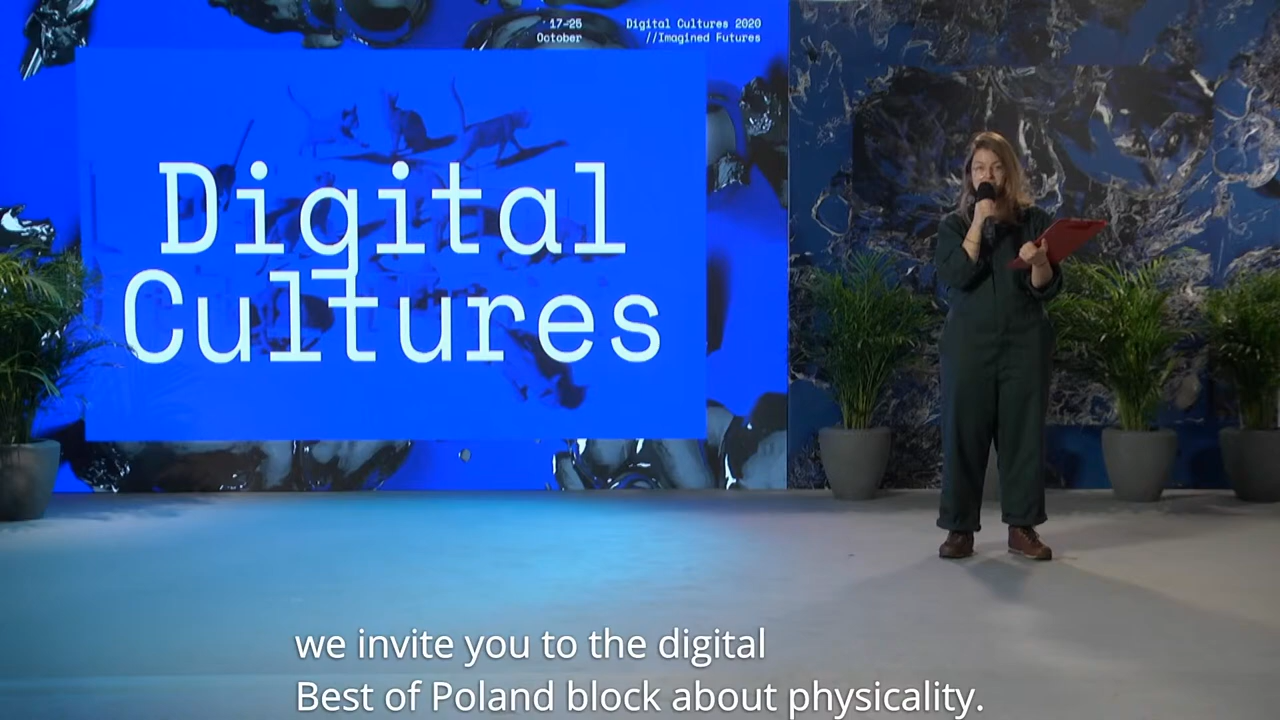 17-25
October
Digital Cultures 2020
//Imagined Futures
Digital
Cultures
we invite you to the digital
Best of Poland block about physicality.